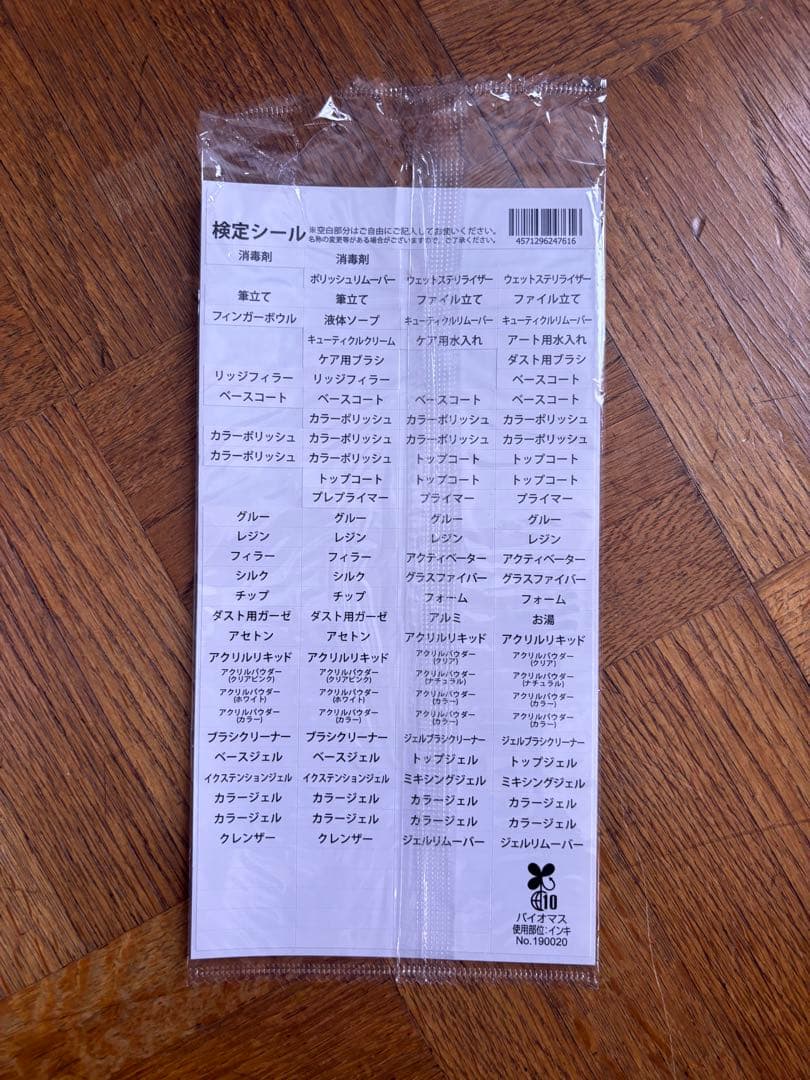 検定シール ※空白部分はご自由にご記入してお使いください。
名称の変更等がある場合がございますので、ご了承ください。
4571296247616
消毒剤 消毒剤
ポリッシュリムーバー ウェットステリライザー ウェットステリライザー
筆立て 筆立て ファイル立て ファイル立て
フィンガーボウル 液体ソープ キューティクルリムーバー キューティクルリムーバー
キューティクルクリーム ケア用水入れ アート用水入れ
ケア用ブラシ ダスト用ブラシ
リッジフィラー リッジフィラー ベースコート
ベースコート ベースコート ベースコート ベースコート
カラーポリッシュ カラーポリッシュ カラーポリッシュ
カラーポリッシュ カラーポリッシュ カラーポリッシュ カラーポリッシュ
カラーポリッシュ カラーポリッシュ トップコート トップコート
トップコート トップコート トップコート
プレプライマー プライマー プライマー
グルー グルー グルー グルー
レジン レジン レジン レジン
フィラー フィラー アクティベーター アクティベーター
シルク シルク グラスファイバー グラスファイバー
チップ チップ フォーム フォーム
ダスト用ガーゼ ダスト用ガーゼ アルミ お湯
アセトン アセトン アクリルリキッド アクリルリキッド
アクリルリキッド アクリルリキッド アクリルパウダー アクリルパウダー
(クリア) (クリア)
アクリルパウダー アクリルパウダー アクリルパウダー アクリルパウダー
(クリアピンク) (クリアピンク) (ナチュラル) (ナチュラル)
アクリルパウダー アクリルパウダー アクリルパウダー アクリルパウダー
(ホワイト) (ホワイト) (カラー) (カラー)
アクリルパウダー アクリルパウダー アクリルパウダー アクリルパウダー
(カラー) (カラー) (カラー) (カラー)
ブラシクリーナー ブラシクリーナー ジェルブラシクリーナー ジェルブラシクリーナー
ベースジェル ベースジェル トップジェル トップジェル
イクステンションジェル イクステンションジェル ミキシングジェル ミキシングジェル
カラージェル カラージェル カラージェル カラージェル
カラージェル カラージェル カラージェル カラージェル
クレンザー クレンザー ジェルリムーバー ジェルリムーバー
10
バイオマス
使用部位:インキ
No.190020